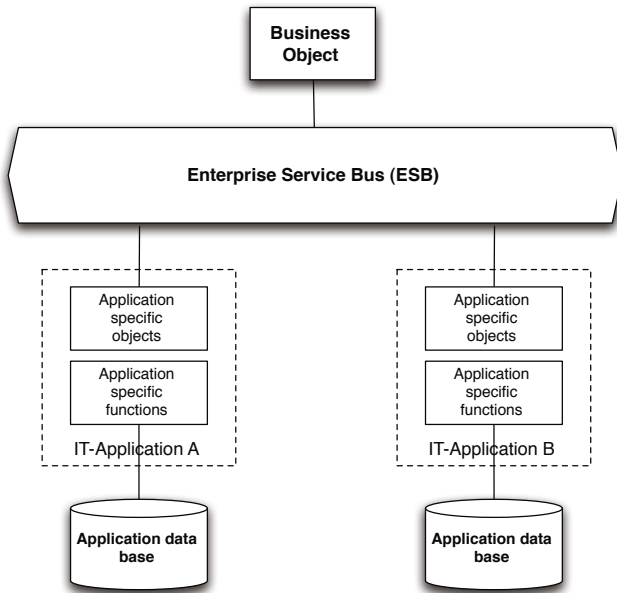 Business
Object
Enterprise Service Bus (ESB)
Application
specific
objects
Application
specific
functions
IT-Application A
Application data
base
Application
specific
objects
Application
specific
functions
IT-Application B
Application data
base